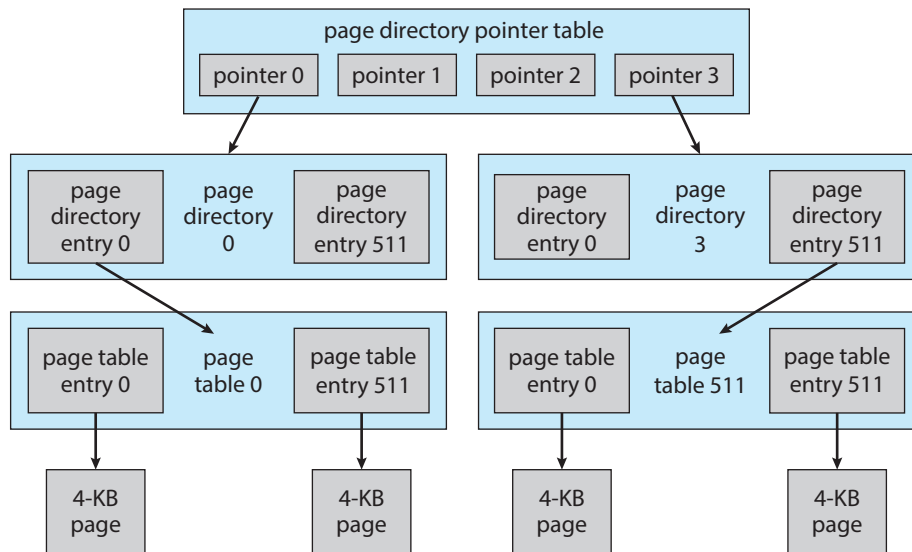 page directory pointer table
pointer 0
pointer 1
pointer 2
pointer 3
page
directory
entry 0
page
directory
0
page
directory
entry 511
page
directory
entry 0
page
directory
3
page
directory
entry 511
page table
entry 0
page
table 0
page table
entry 511
page table
entry 0
page
table 511
page table
entry 511
4-KB
page
4-KB
page
4-KB
page
4-KB
page